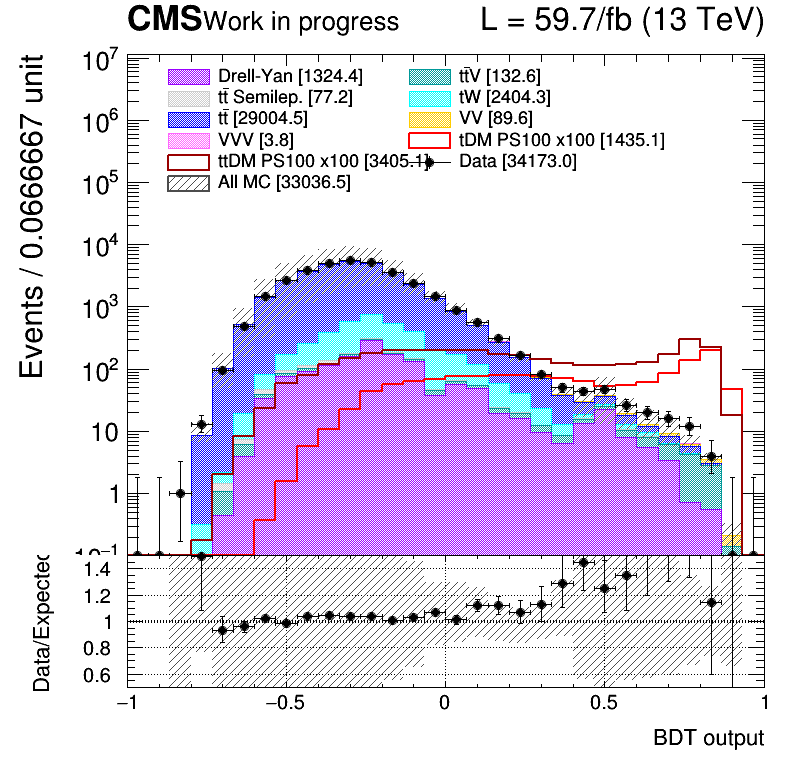 CMS Work in progress L = 59.7/fb (13 TeV)
Events / 0.0666667 unit
10⁷
10⁶
10⁵
10⁴
10³
10²
10
1
10⁻¹
Drell-Yan [1324.4] tt̄V [132.6]
tt̄ Semilep. [77.2] tW [2404.3]
tt̄ [29004.5] VV [89.6]
VVV [3.8] tDM PS100 x100 [1435.1]
ttDM PS100 x100 [3405.1] Data [34173.0]
All MC [33036.5]
Data/Expected
1.4
1.2
1
0.8
0.6
−1 −0.5 0 0.5 1
BDT output